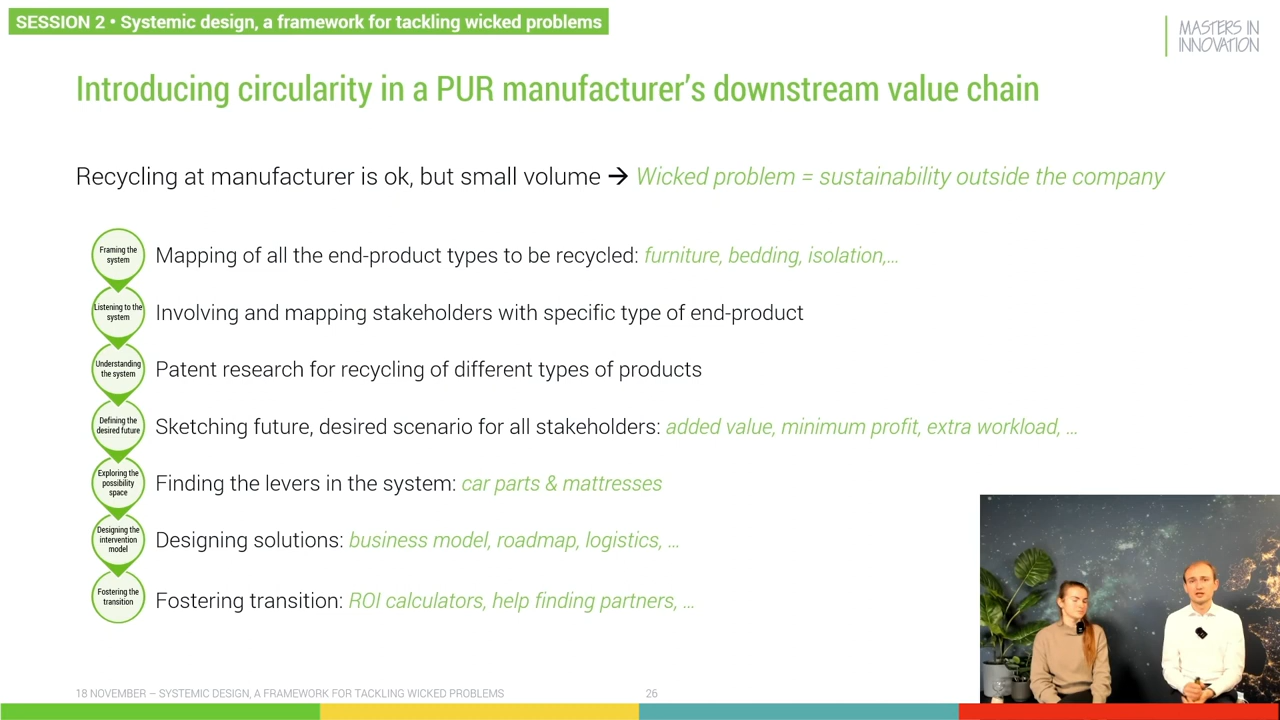 SESSION 2 • Systemic design, a framework for tackling wicked problems
MASTERS IN
INNOVATION
Introducing circularity in a PUR manufacturer’s downstream value chain
Recycling at manufacturer is ok, but small volume → Wicked problem = sustainability outside the company
Framing the
system
Mapping of all the end-product types to be recycled: furniture, bedding, isolation,...
Listening to the
system
Involving and mapping stakeholders with specific type of end-product
Understanding
the system
Patent research for recycling of different types of products
Defining the
desired future
Sketching future, desired scenario for all stakeholders: added value, minimum profit, extra workload, ...
Exploring the
possibility
space
Finding the levers in the system: car parts & mattresses
Designing the
intervention
model
Designing solutions: business model, roadmap, logistics, ...
Fostering the
transition
Fostering transition: ROI calculators, help finding partners, ...
18 NOVEMBER – SYSTEMIC DESIGN, A FRAMEWORK FOR TACKLING WICKED PROBLEMS
26